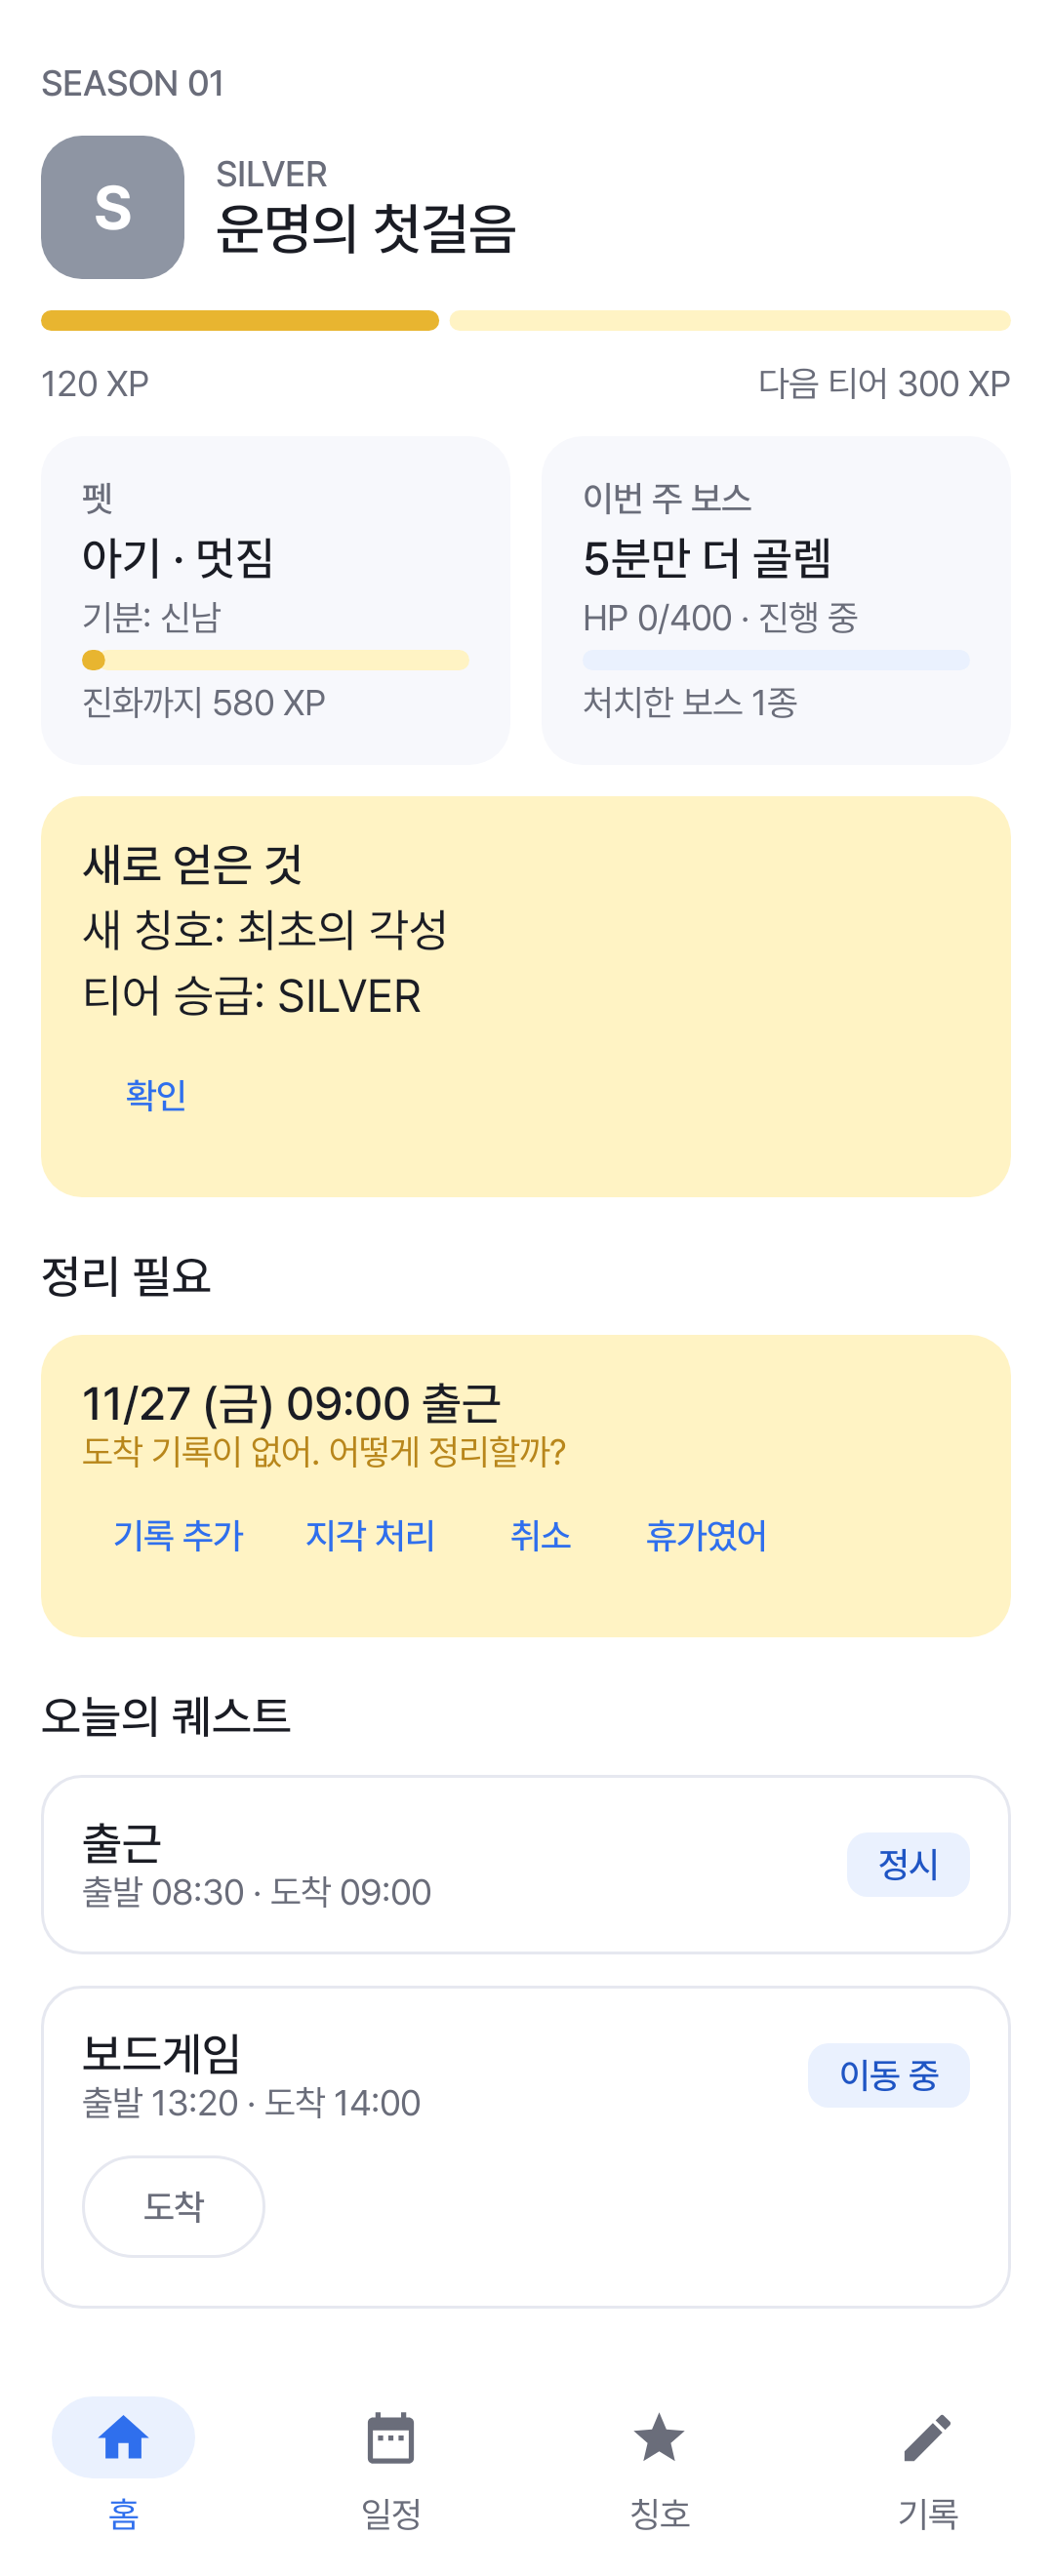 SEASON 01
S
SILVER
운명의 첫걸음
120 XP
다음 티어 300 XP
펫
아기 · 멋짐
기분: 신남
진화까지 580 XP
이번 주 보스
5분만 더 골렘
HP 0/400 · 진행 중
처치한 보스 1종
새로 얻은 것
새 칭호: 최초의 각성
티어 승급: SILVER
확인
정리 필요
11/27 (금) 09:00 출근
도착 기록이 없어. 어떻게 정리할까?
기록 추가
지각 처리
취소
휴가였어
오늘의 퀘스트
출근
출발 08:30 · 도착 09:00
정시
보드게임
출발 13:20 · 도착 14:00
이동 중
도착
홈
일정
칭호
기록